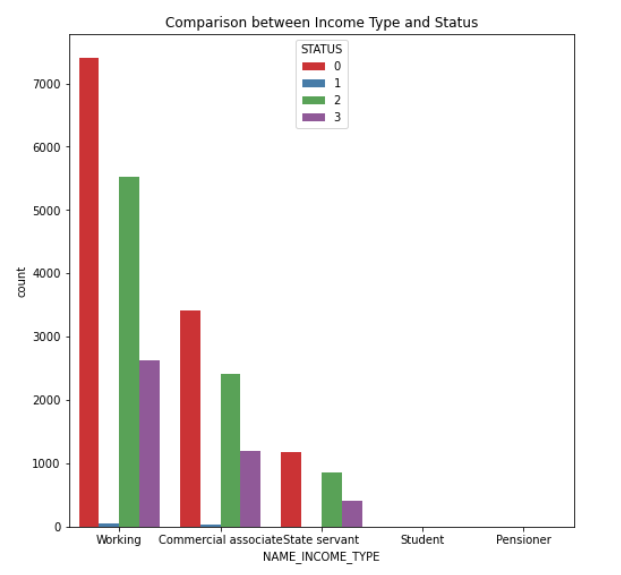 Comparison between Income Type and Status
STATUS
0
1
2
3
7000
6000
5000
4000
3000
2000
1000
0
count
Working Commercial associate State servant Student Pensioner
NAME_INCOME_TYPE